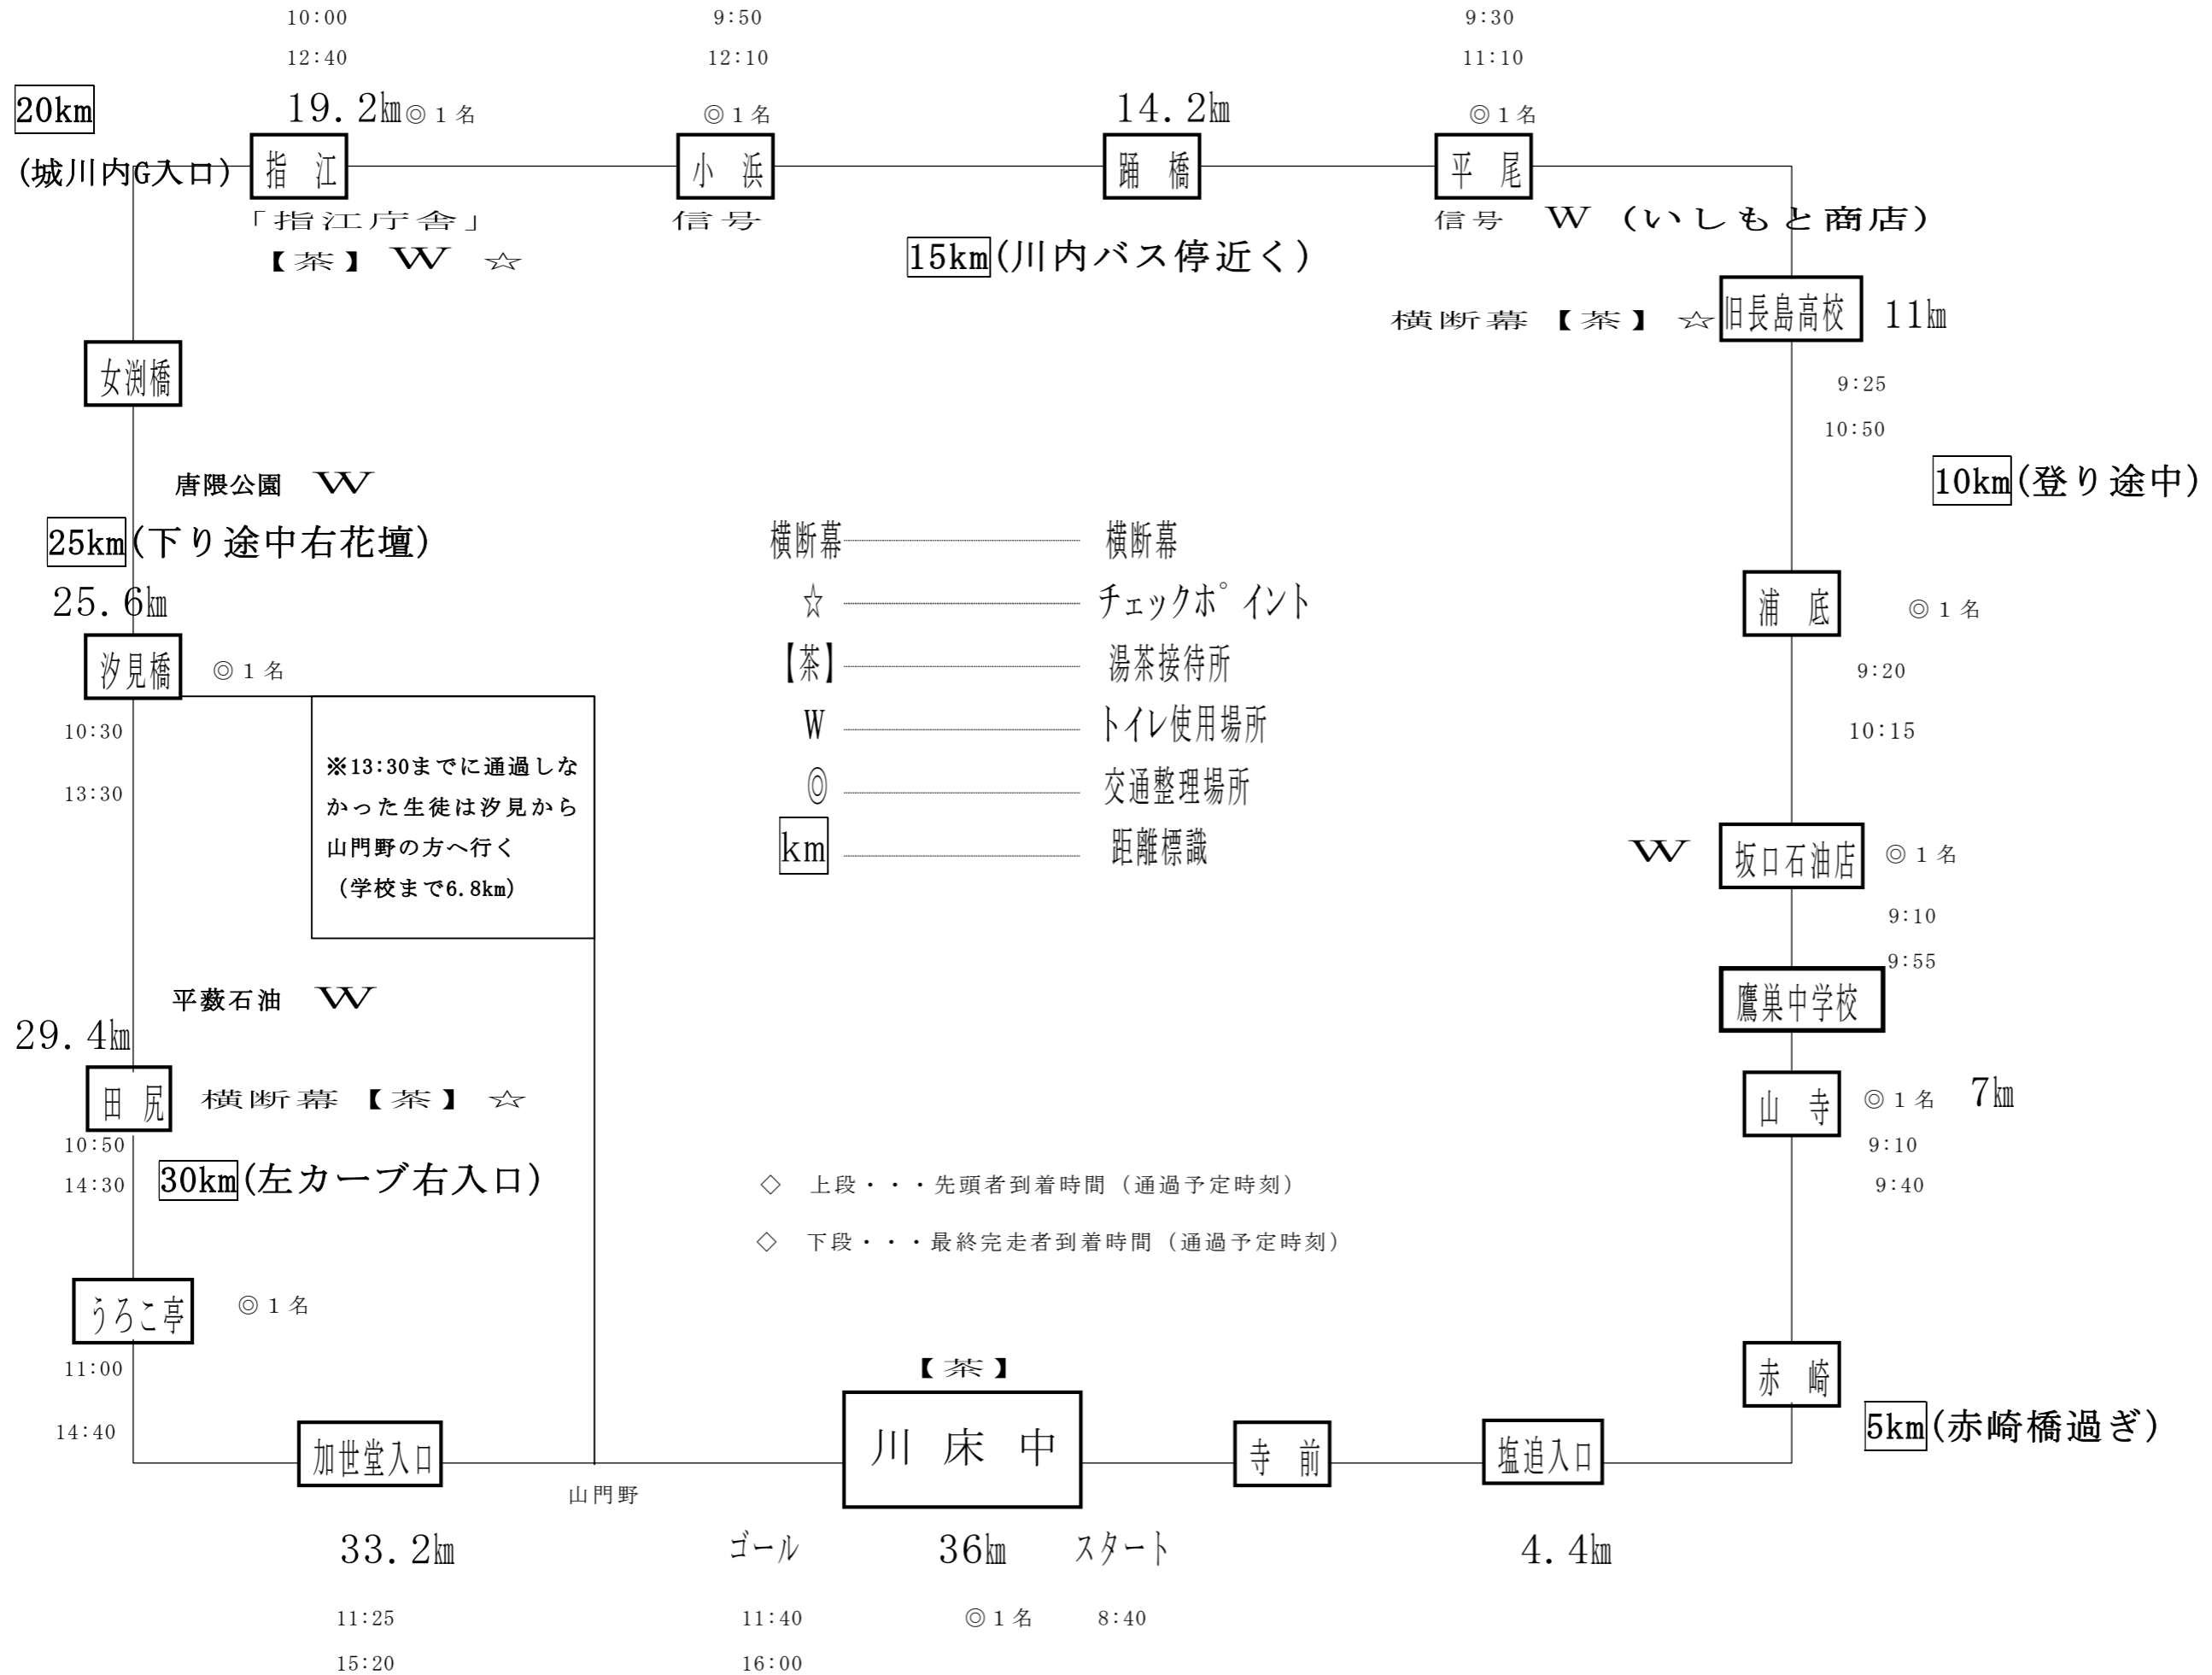 10:00
12:40
9:50
12:10
9:30
11:10
20km
(城川内G入口)
19.2㎞◎1名
◎1名
14.2㎞
◎1名
指 江
小 浜
踊 橋
平 尾
「指江庁舎」
【茶】 W ☆
信号
信号 W (いしもと商店)
15km(川内バス停近く)
横断幕【茶】☆
旧長島高校
11㎞
9:25
10:50
10km(登り途中)
女渕橋
唐隈公園 W
25km(下り途中右花壇)
25.6㎞
汐見橋
◎1名
10:30
13:30
※13:30までに通過しな
かった生徒は汐見から
山門野の方へ行く
(学校まで6.8km)
横断幕 横断幕
☆ チェックポイント
【茶】 湯茶接待所
W トイレ使用場所
◎ 交通整理場所
km 距離標識
浦 底
◎1名
9:20
10:15
W
坂口石油店
◎1名
9:10
9:55
鷹巣中学校
山 寺
◎1名
7㎞
9:10
9:40
平薮石油 W
29.4㎞
田 尻
横断幕【茶】☆
10:50
14:30
30km(左カーブ右入口)
◇ 上段・・・先頭者到着時間(通過予定時刻)
◇ 下段・・・最終完走者到着時間(通過予定時刻)
うろこ亭
◎1名
11:00
14:40
赤 崎
5km(赤崎橋過ぎ)
【茶】
加世堂入口
山門野
川 床 中
寺 前
塩追入口
33.2㎞
ゴール
36㎞
スタート
4.4㎞
11:25
15:20
11:40
16:00
◎1名
8:40